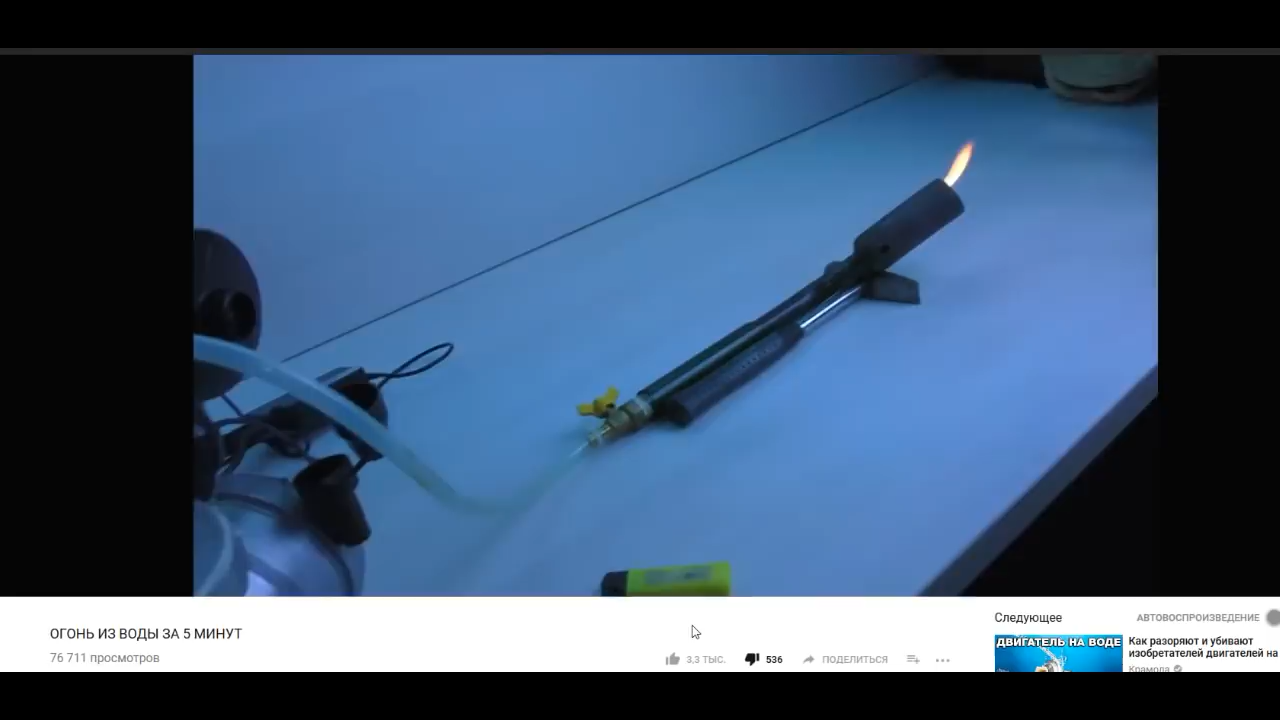 ОГОНЬ ИЗ ВОДЫ ЗА 5 МИНУТ
76 711 просмотров
3,3 ТЫС.
536
ПОДЕЛИТЬСЯ
Следующее
АВТОВОСПРОИЗВЕДЕНИЕ
ДВИГАТЕЛЬ НА ВОДЕ
Как разоряют и убивают
изобретателей двигателей на
Крамола